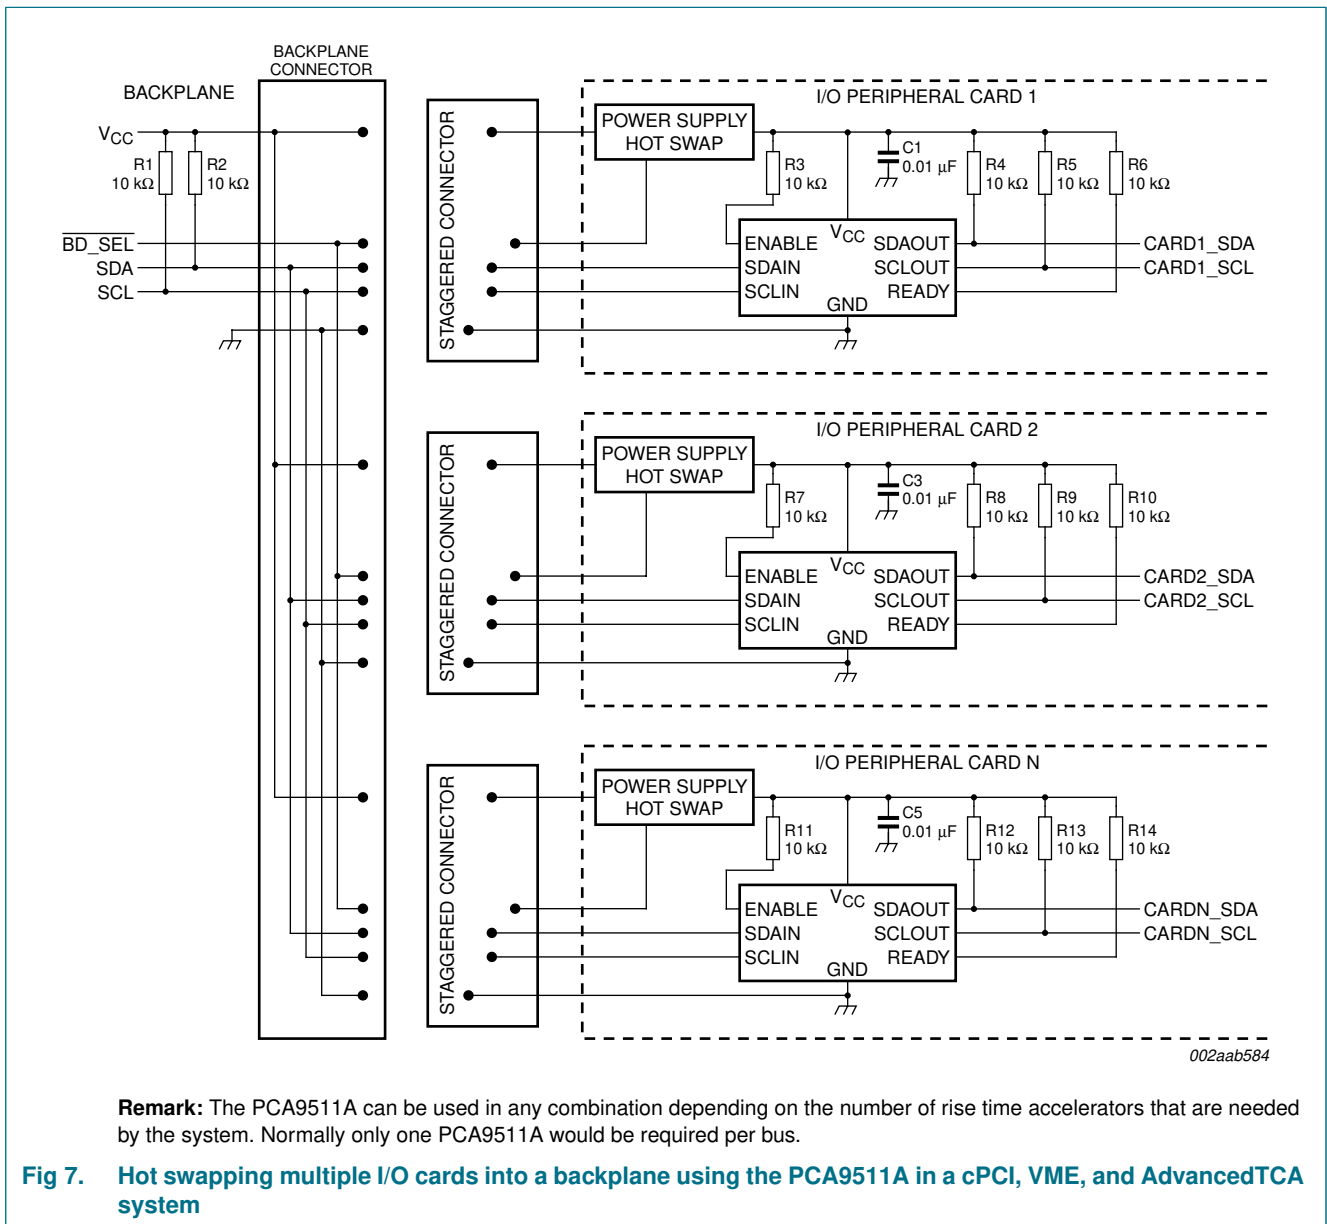 BACKPLANE
CONNECTOR
BACKPLANE
VCC
R1
10 kΩ
R2
10 kΩ
BD_SEL
SDA
SCL
STAGGERED CONNECTOR
I/O PERIPHERAL CARD 1
POWER SUPPLY
HOT SWAP
R3
10 kΩ
C1
0.01 μF
R4
10 kΩ
R5
10 kΩ
R6
10 kΩ
VCC
ENABLE
SDAIN
SCLIN
SDAOUT
SCLOUT
READY
GND
CARD1_SDA
CARD1_SCL
STAGGERED CONNECTOR
I/O PERIPHERAL CARD 2
POWER SUPPLY
HOT SWAP
R7
10 kΩ
C3
0.01 μF
R8
10 kΩ
R9
10 kΩ
R10
10 kΩ
VCC
ENABLE
SDAIN
SCLIN
SDAOUT
SCLOUT
READY
GND
CARD2_SDA
CARD2_SCL
STAGGERED CONNECTOR
I/O PERIPHERAL CARD N
POWER SUPPLY
HOT SWAP
R11
10 kΩ
C5
0.01 μF
R12
10 kΩ
R13
10 kΩ
R14
10 kΩ
VCC
ENABLE
SDAIN
SCLIN
SDAOUT
SCLOUT
READY
GND
CARDN_SDA
CARDN_SCL
002aab584
Remark: The PCA9511A can be used in any combination depending on the number of rise time accelerators that are needed
by the system. Normally only one PCA9511A would be required per bus.
Fig 7. Hot swapping multiple I/O cards into a backplane using the PCA9511A in a cPCI, VME, and AdvancedTCA
system